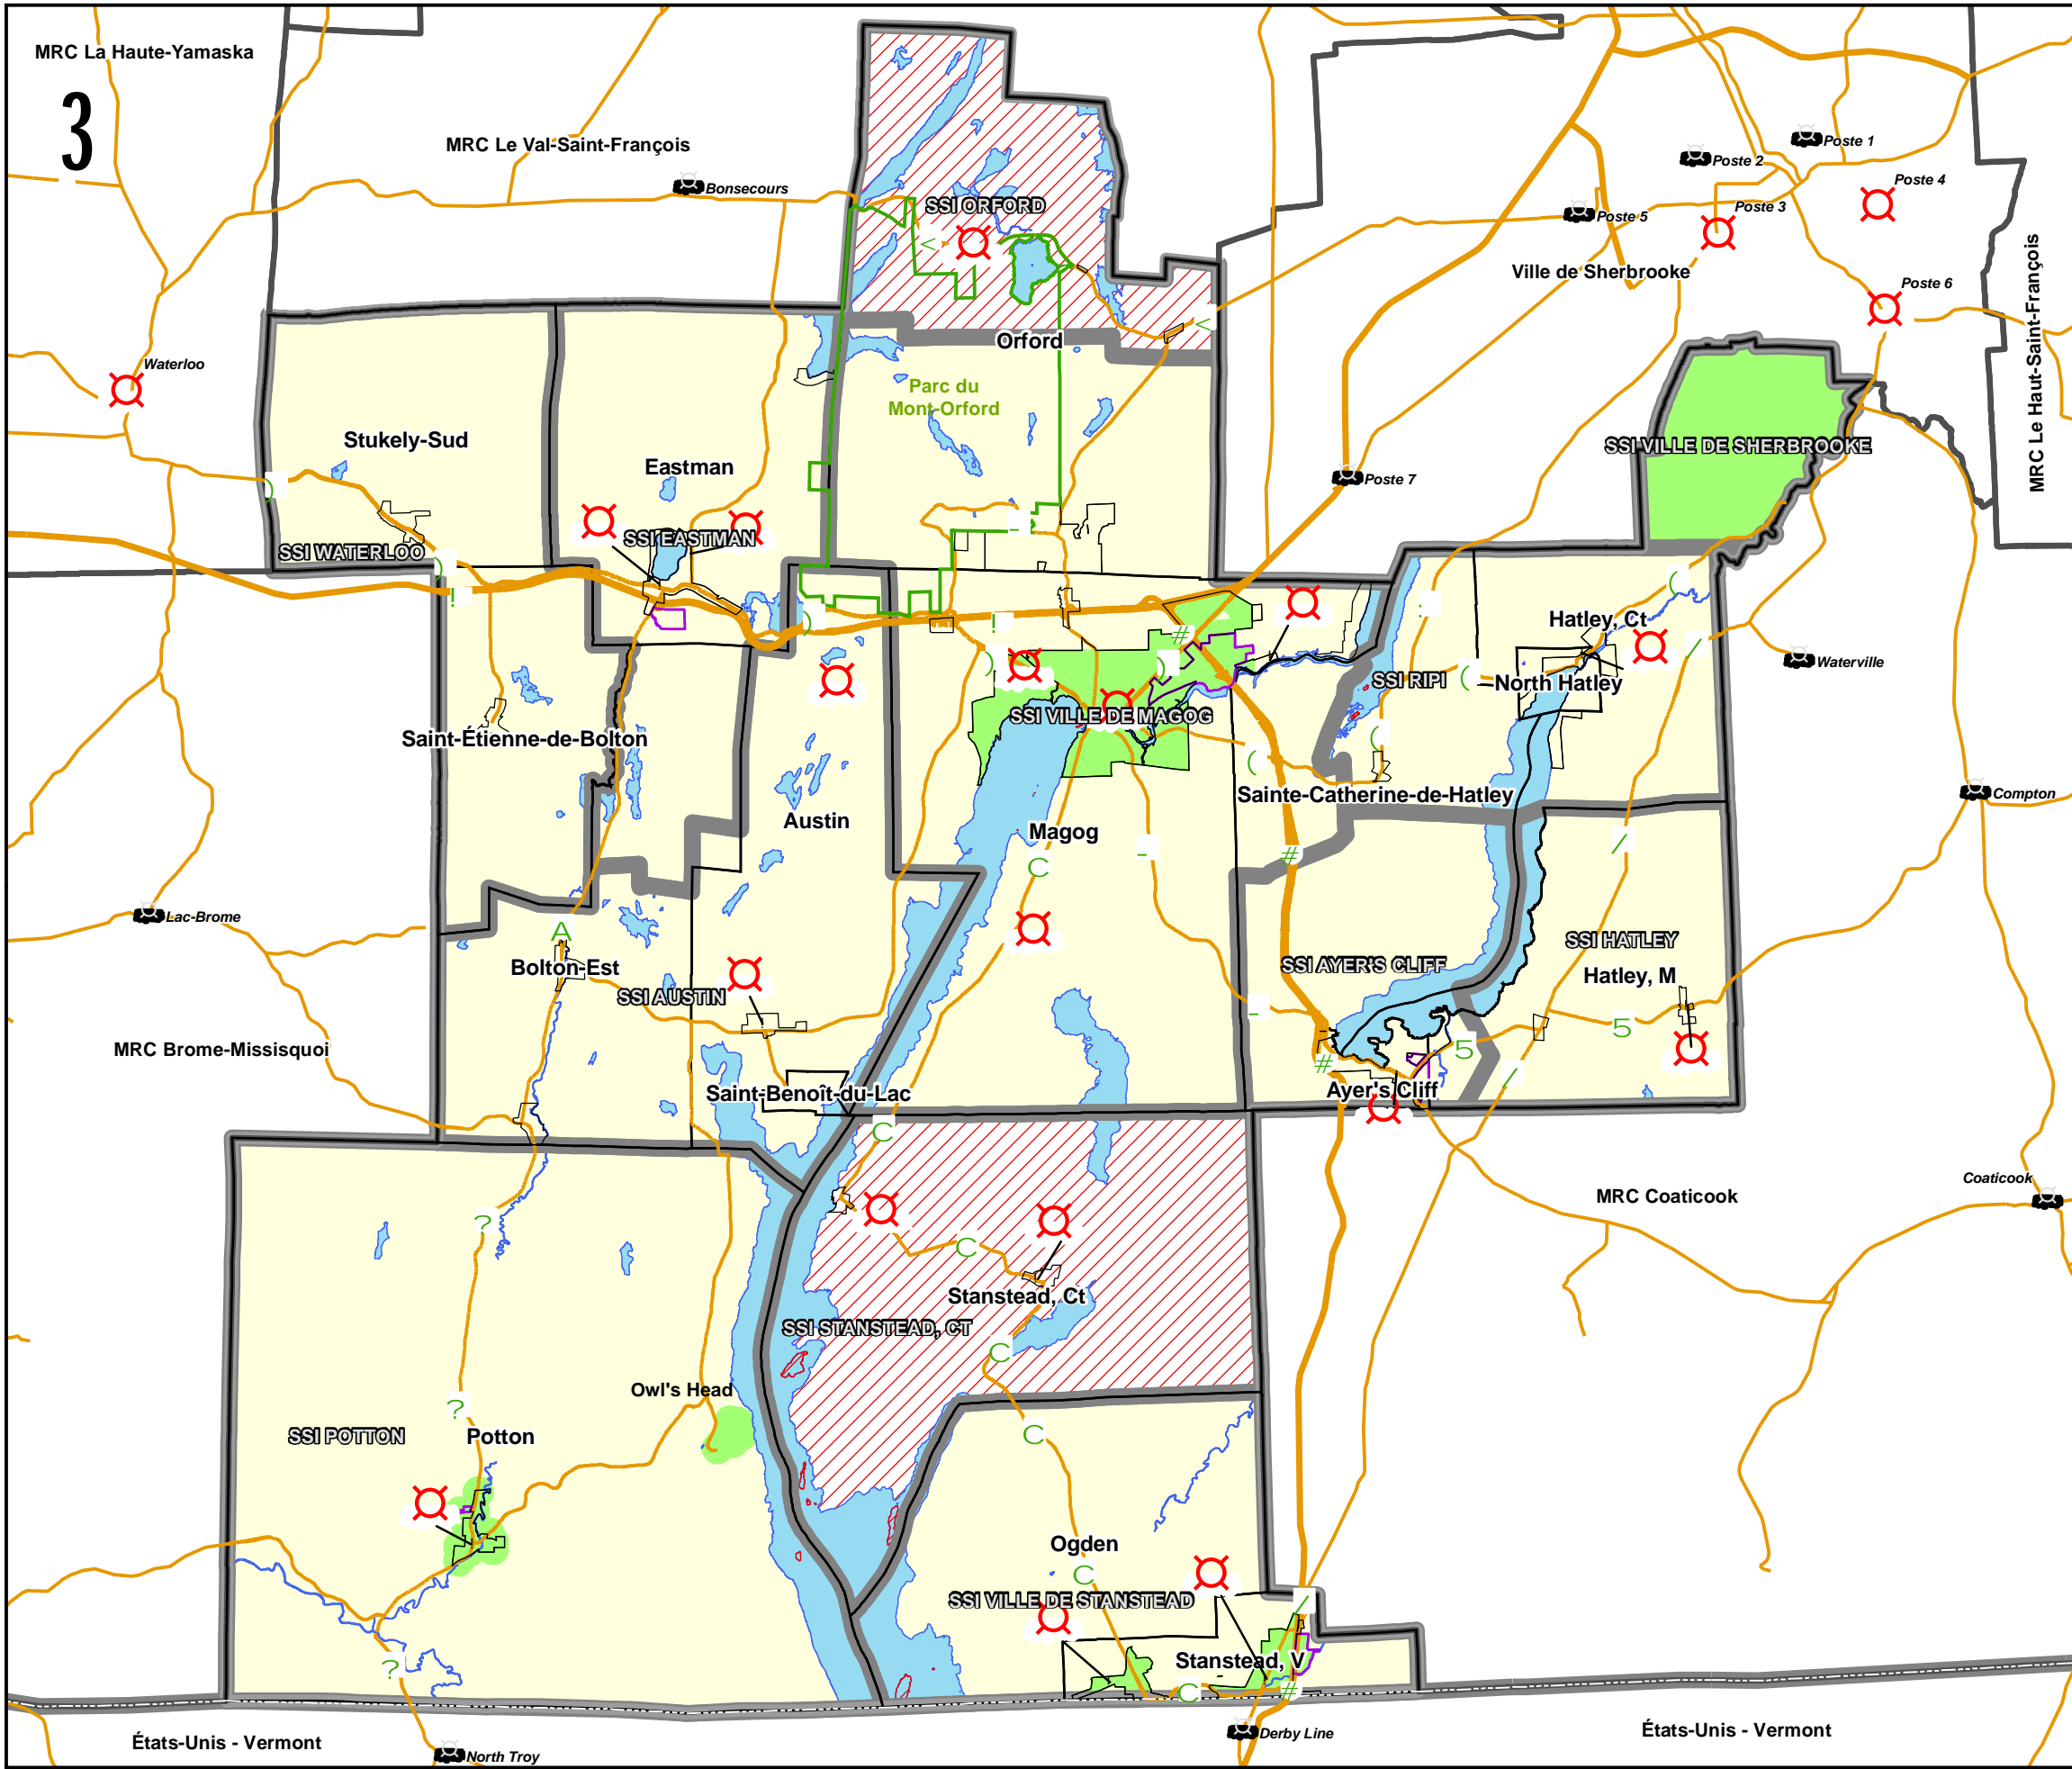 MRC La Haute-Yamaska
3
MRC Le Val-Saint-François
Bonsecours
Poste 1
Poste 2
Poste 4
Poste 3
Poste 5
SSI ORFORD
Ville de Sherbrooke
Poste 6
MRC Le Haut-Saint-François
Orford
Waterloo
Parc du
Mont-Orford
Stukely-Sud
Eastman
SSI VILLE DE SHERBROOKE
Poste 7
SSI EASTMAN
SSI WATERLOO
Hatley, Ct
Waterville
SSI RIPI
North Hatley
SSI VILLE DE MAGOG
Saint-Étienne-de-Bolton
Sainte-Catherine-de-Hatley
Compton
Austin
Magog
Lac-Brome
A
C
SSI HATLEY
Bolton-Est
SSI AYER'S CLIFF
Hatley, M
SSI AUSTIN
5
5
MRC Brome-Missisquoi
Saint-Benoît-du-Lac
Ayer's Cliff
C
Coaticook
MRC Coaticook
?
C
Stanstead, Ct
SSI STANSTEAD, CT
C
Owl's Head
?
SSI POTTON
Potton
C
Ogden
C
SSI VILLE DE STANSTEAD
Stanstead, V
?
C
#
États-Unis - Vermont
North Troy
Derby Line
États-Unis - Vermont